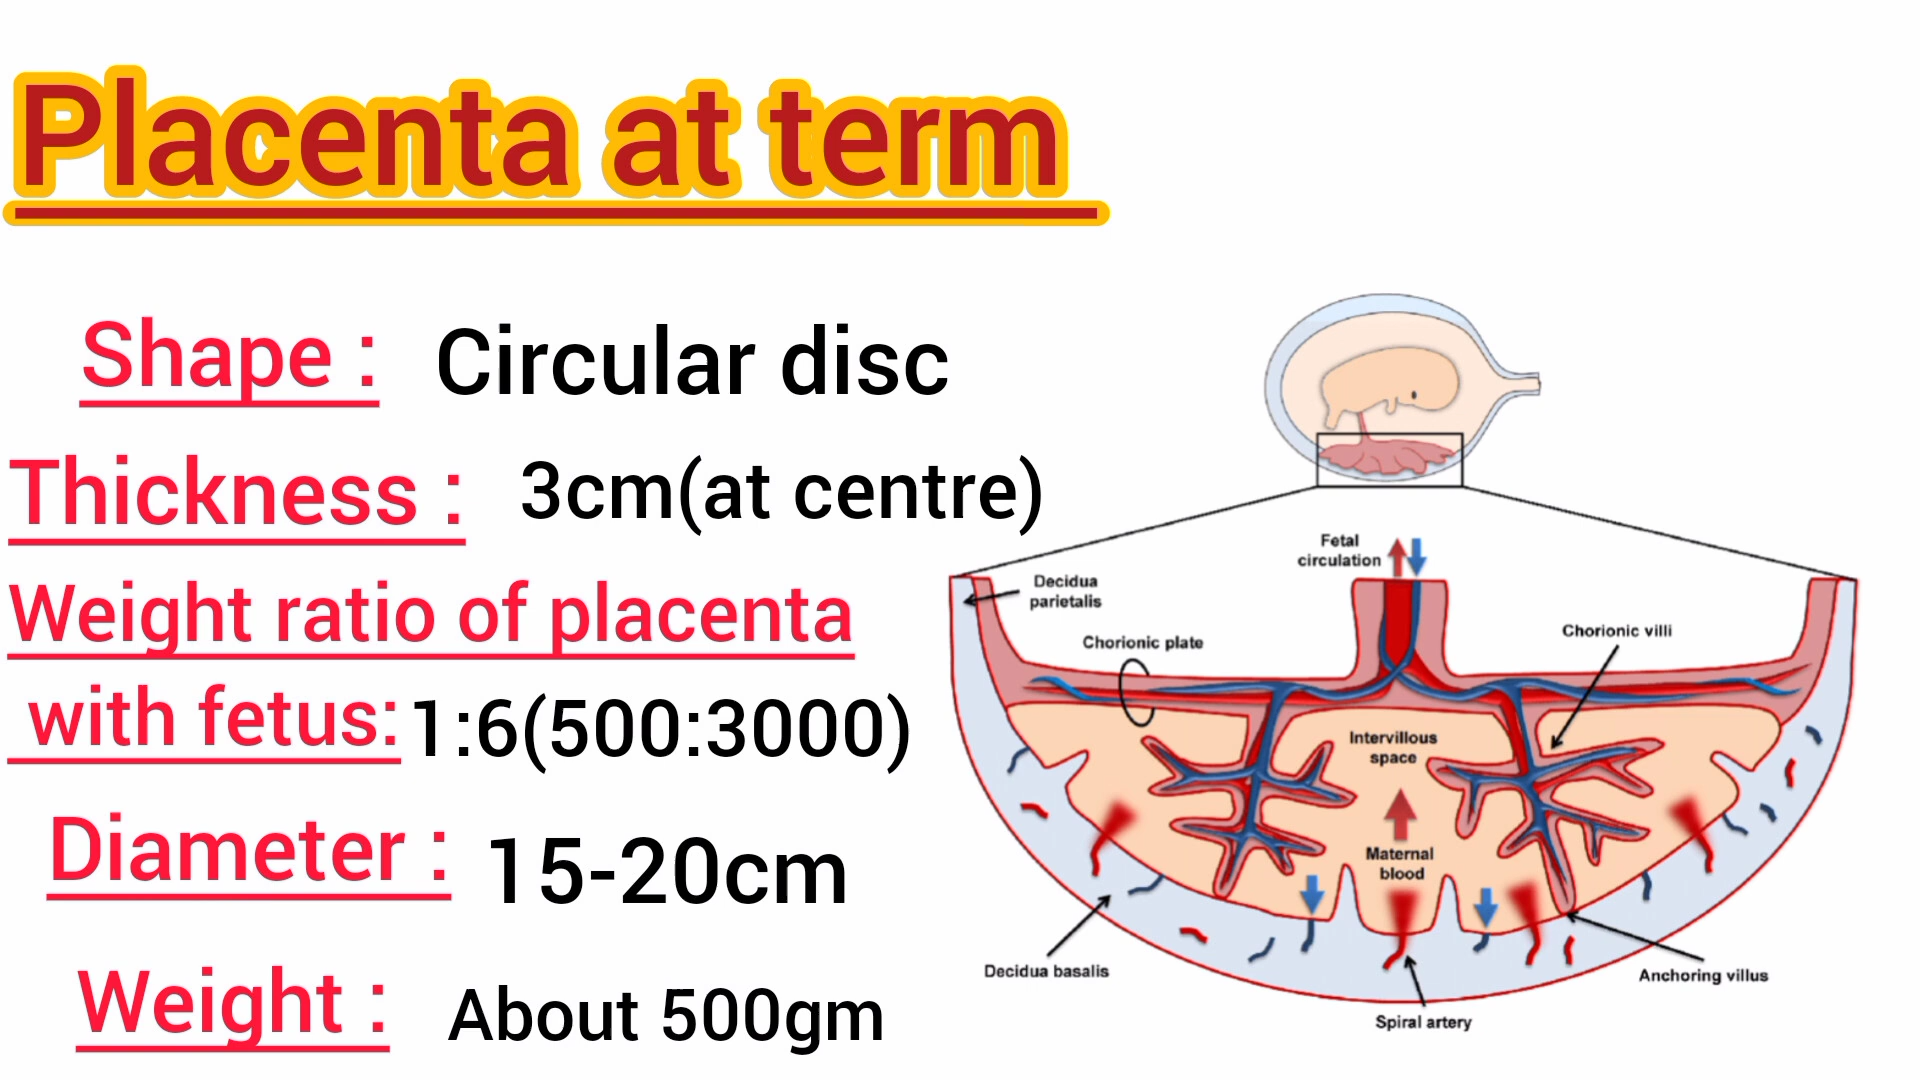 Placenta at term
Shape : Circular disc
Thickness : 3cm(at centre)
Weight ratio of placenta
with fetus: 1:6(500:3000)
Diameter : 15-20cm
Weight : About 500gm
Fetal
circulation
Decidua
parietalis
Chorionic plate
Chorionic villi
Intervillous
space
Maternal
blood
Decidua basalis
Anchoring villus
Spiral artery